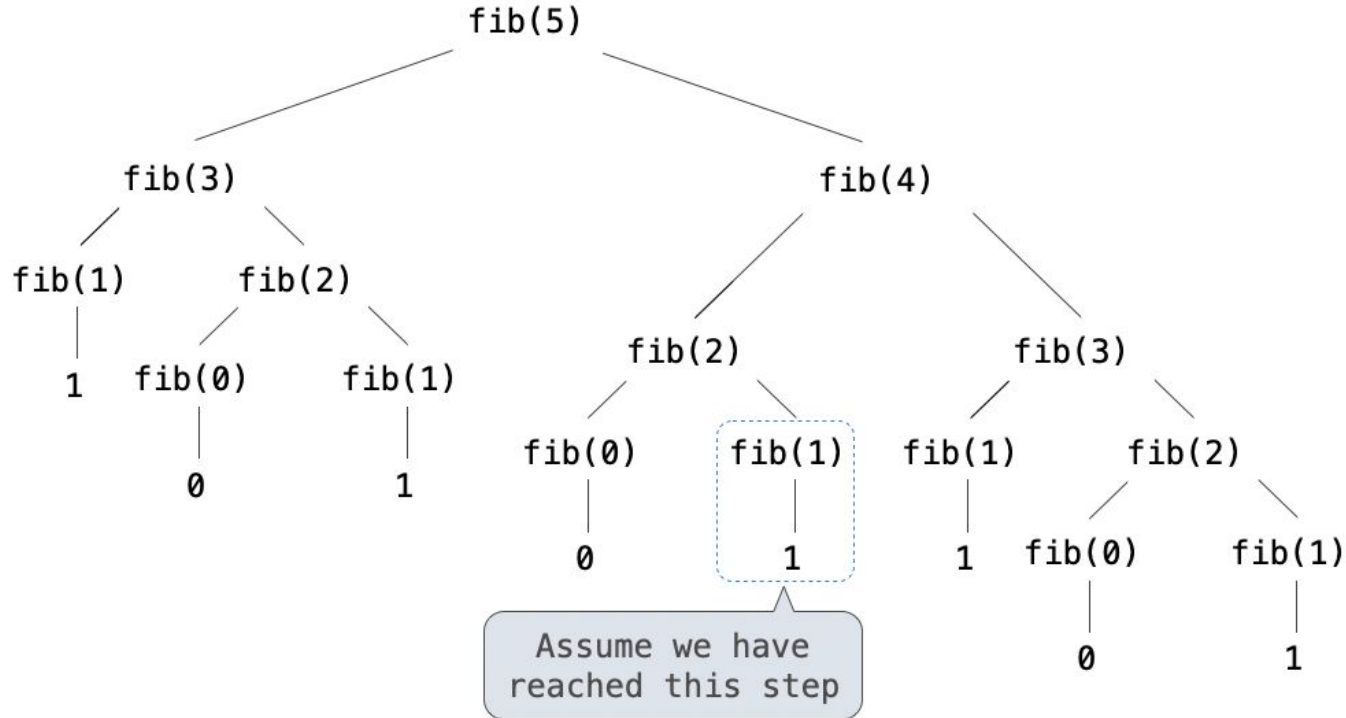 fib(5)
fib(3)
fib(4)
fib(1)
fib(2)
fib(2)
fib(3)
1
fib(0)
fib(1)
fib(0)
fib(1)
fib(1)
fib(2)
0
1
0
1
1
fib(0)
fib(1)
0
1
Assume we have
reached this step